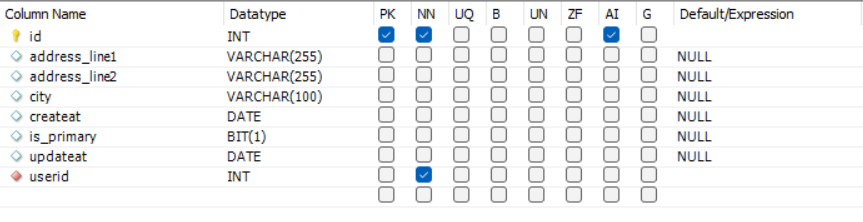 Column Name Datatype PK NN UQ B UN ZF AI G Default/Expression
id INT
address_line1 VARCHAR(255) NULL
address_line2 VARCHAR(255) NULL
city VARCHAR(100) NULL
createat DATE NULL
is_primary BIT(1) NULL
updateat DATE NULL
userid INT